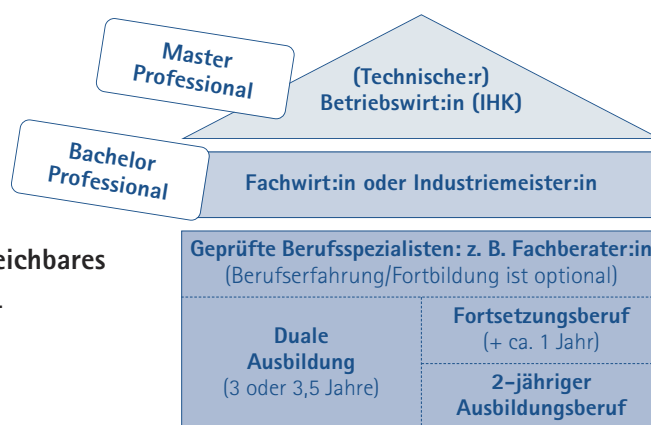 Master
Professional
(Technische:r)
Betriebswirt:in (IHK)
Bachelor
Professional
Fachwirt:in oder Industriemeister:in
eichbares
Geprüfte Berufsspezialisten: z. B. Fachberater:in
(Berufserfahrung/Fortbildung ist optional)
Duale
Ausbildung
(3 oder 3,5 Jahre)
Fortsetzungsberuf
(+ ca. 1 Jahr)
2-jähriger
Ausbildungsberuf